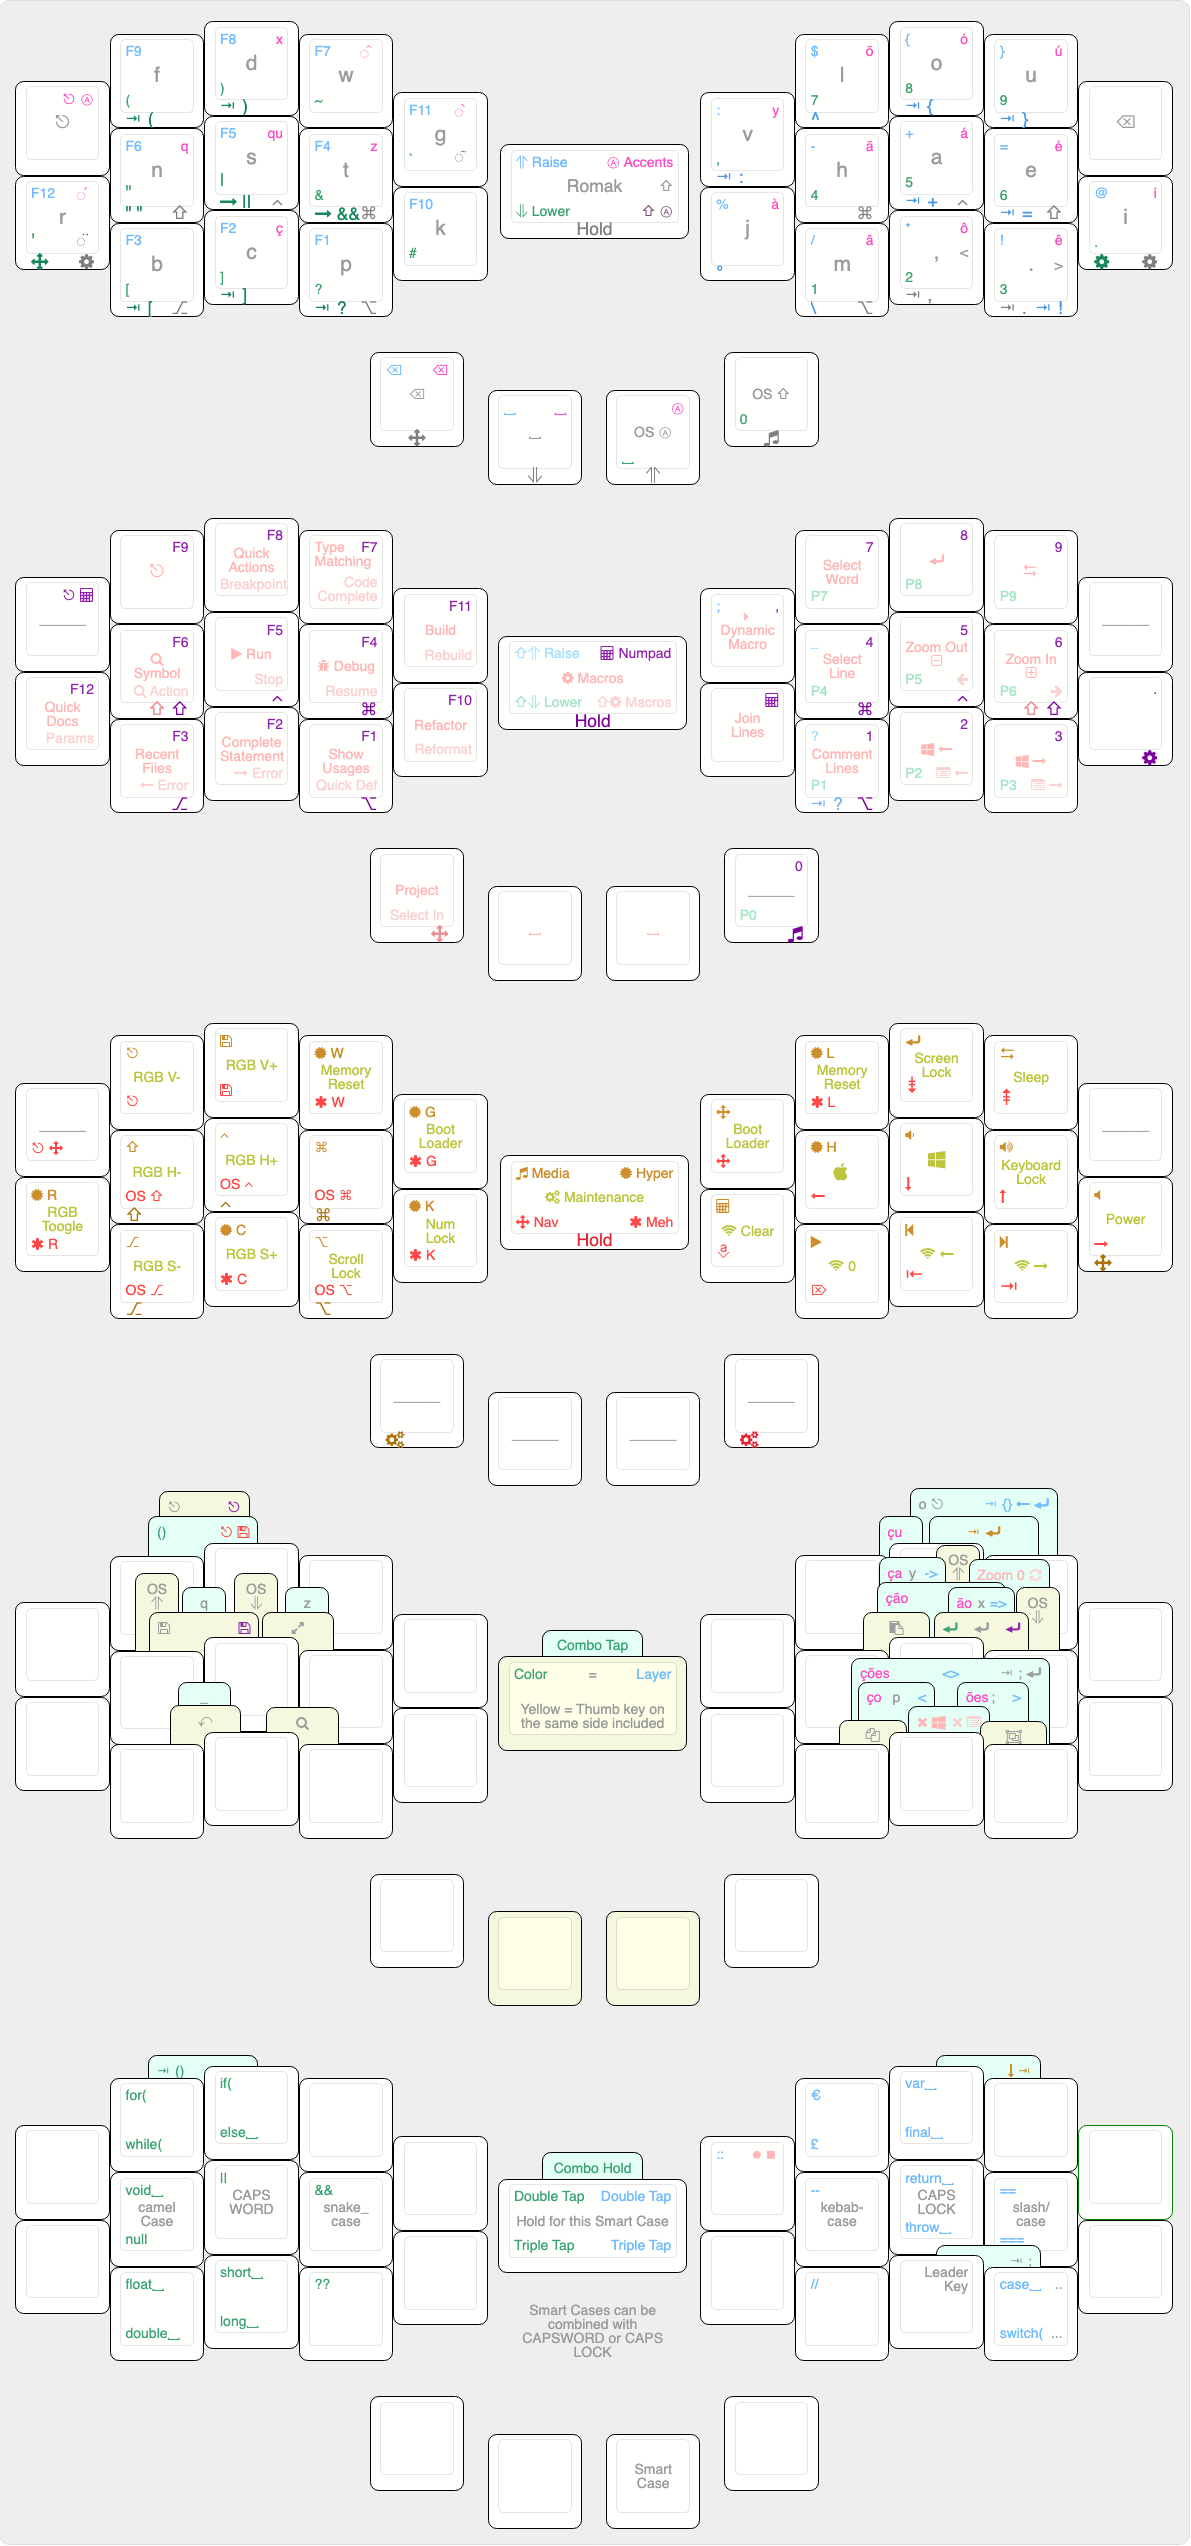 F9
f
(
⇥ (
F8 x
d
)
⇥ )
F7 ◌̂
w
~
F11 ◌̀
g
` ◌̃
Ⓐ
F12 ◌́
r
' ◌̈
F6 q
n
"
" "
F5 qu
s
|
→ ||
F4 z
t
&
→ &&⌘
F10
k
#
F3
b
[
⇥ [
F2 ç
c
]
⇥ ]
F1
p
?
⇥ ?
Raise Ⓐ Accents
Romak
Lower Ⓐ
Hold
$ õ
l
7
^
{ ó
o
8
⇥ {
} ú
u
9
⇥ }
: y
v
,
⇥ :
- ã
h
4
⌘
+ á
a
5
⇥ + ^
= é
e
6
⇥ =
@ í
i
.
% à
j
°
/ â
m
1
\
* ô
, <
2
⇥ ,
! ê
. >
3
⇥ . ⇥ !
OS Ⓐ
OS ⇧
0
F9
F8
Quick
Actions
Breakpoint
Type F7
Matching
Code
Complete
F11
Build
Rebuild
F12
Quick
Docs
Params
F6
Symbol
Action
F5
Run
Stop
F4
Debug
Resume
⌘
F10
Refactor
Reformat
F3
Recent
Files
← Error
F2
Complete
Statement
→ Error
F1
Show
Usages
Quick Def
Raise Numpad
Macros
Lower Macros
Hold
7
Select
Word
P7
8
P8
9
P9
; ,
Dynamic
Macro
_ 4
Select
Line
P4
⌘
5
Zoom Out
P5
6
Zoom In
P6
.
Join
Lines
? 1
Comment
Lines
P1
⇥ ?
2
P2
3
P3
Project
Select In
0
P0
RGB V-
RGB V+
W
Memory
Reset
W
G
Boot
Loader
G
R
RGB
Toogle
R
RGB H-
OS ⇧
RGB H+
OS ^
⌘
OS ⌘
⌘
K
Num
Lock
K
RGB S-
OS
C
RGB S+
C
Scroll
Lock
OS
Media Hyper
Maintenance
Nav Meh
Hold
L
Memory
Reset
L
Screen
Lock
Sleep
Boot
Loader
H
Keyboard
Lock
Power
Clear
a
0
()
OS
q
OS
z
_
Combo Tap
Color = Layer
Yellow = Thumb key on
the same side included
o ⇥ {} ←
çu ⇥
OS
ça y ->
Zoom 0
ção
ão x =>
OS
ções <> ⇥ ;
ço p < ões ; >
⇥ ()
for(
while(
if(
else
void
camel
Case
null
||
CAPS
WORD
&&
snake_
case
float
double
short
long
??
Combo Hold
Double Tap Double Tap
Hold for this Smart Case
Triple Tap Triple Tap
Smart Cases can be
combined with
CAPSWORD or CAPS
LOCK
€
£
var
final
::
--
kebab-
case
return
CAPS
LOCK
throw
==
slash/
case
===
⇥ ;
//
Leader
Key
case ..
switch( ...
Smart
Case